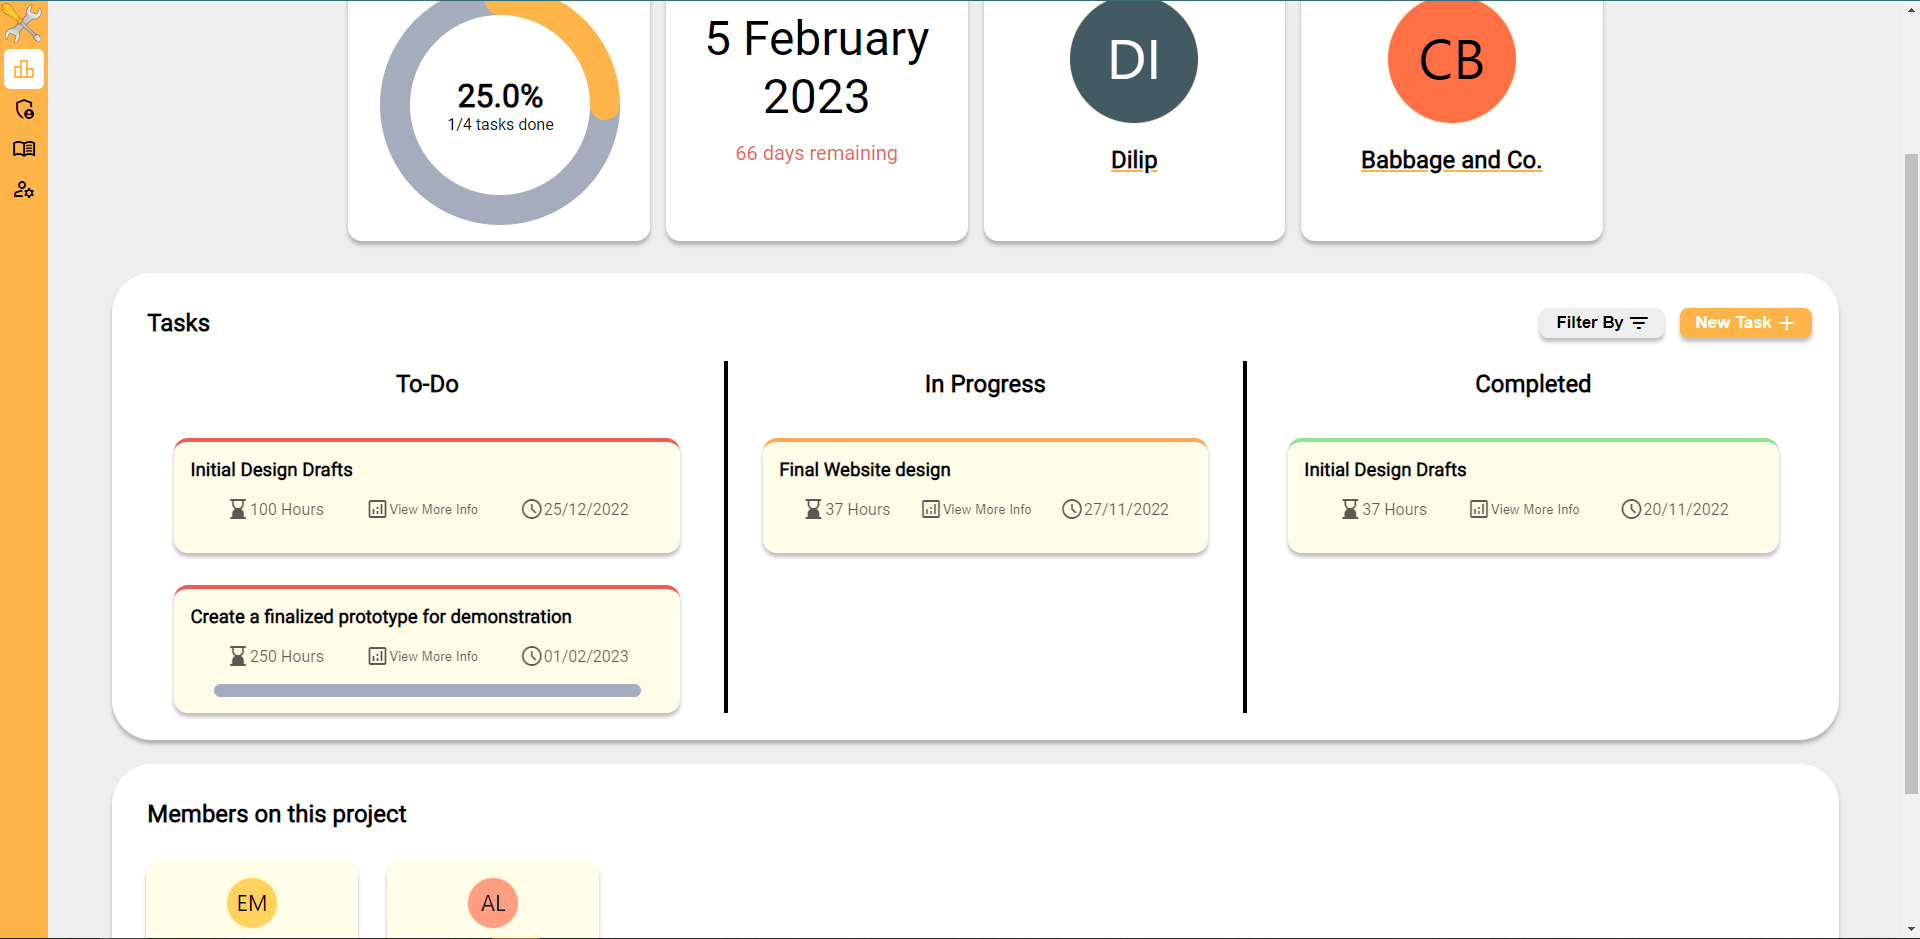 25.0%
1/4 tasks done
5 February
2023
66 days remaining
DI
Dilip
CB
Babbage and Co.
Tasks
Filter By
New Task
To-Do
In Progress
Completed
Initial Design Drafts
100 Hours View More Info 25/12/2022
Create a finalized prototype for demonstration
250 Hours View More Info 01/02/2023
Final Website design
37 Hours View More Info 27/11/2022
Initial Design Drafts
37 Hours View More Info 20/11/2022
Members on this project
EM
AL